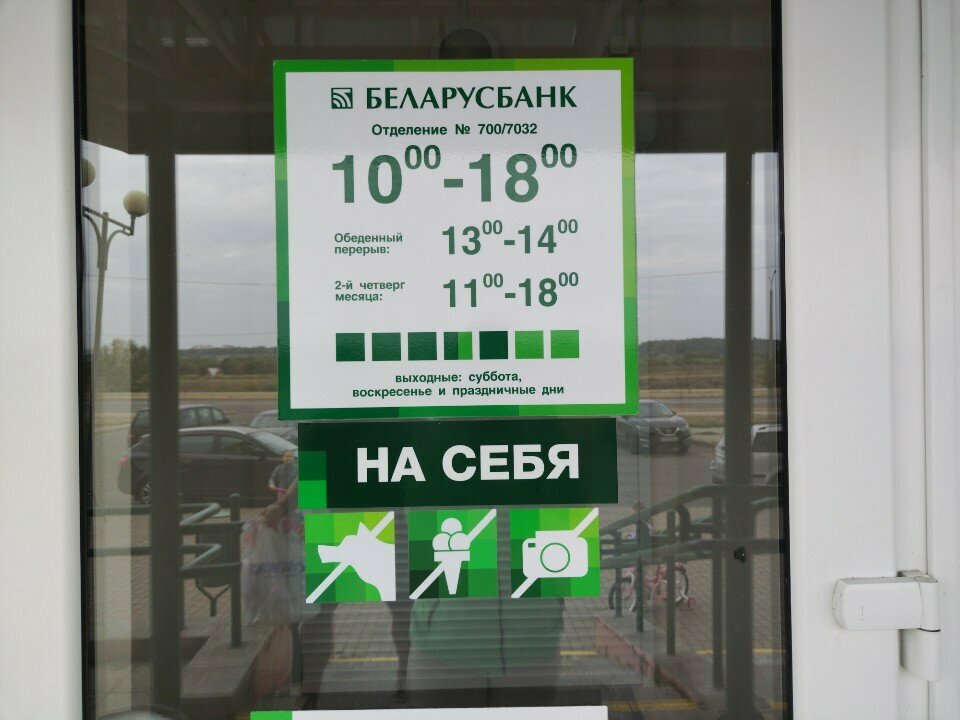 БЕЛАРУСБАНК
Отделение № 700/7032
10⁰⁰-18⁰⁰
Обеденный
перерыв:
13⁰⁰-14⁰⁰
2-й четверг
месяца:
11⁰⁰-18⁰⁰
выходные: суббота,
воскресенье и праздничные дни
НА СЕБЯ